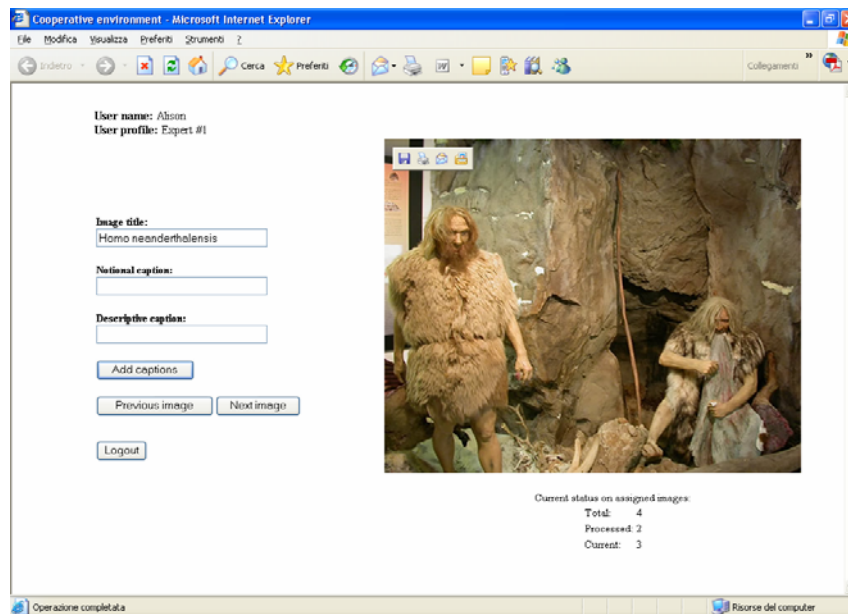 Cooperative environment - Microsoft Internet Explorer
File Modifica Visualizza Preferiti Strumenti ?
Indietro Cerca Preferiti Collegamenti »
User name: Alison
User profile: Expert #1
Image title:
Homo neanderthalensis
Notional caption:
Descriptive caption:
Add captions
Previous image Next image
Logout
Current status on assigned images:
Total: 4
Processed: 2
Current: 3
Operazione completata Risorse del computer